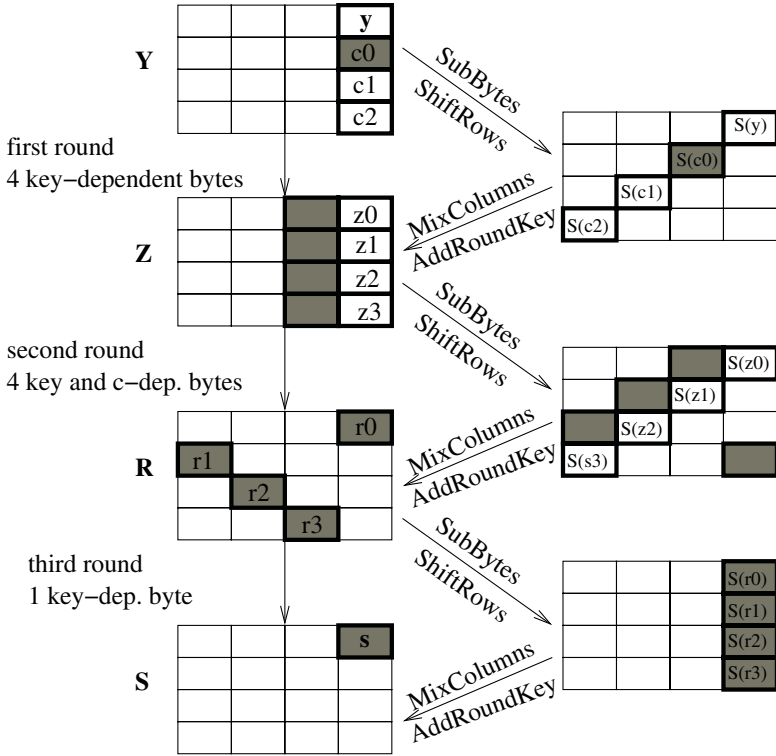 Y
y
c0
c1
c2
SubBytes
ShiftRows
S(y)
S(c0)
S(c1)
S(c2)
first round
4 key-dependent bytes
MixColumns
AddRoundKey
Z
z0
z1
z2
z3
SubBytes
ShiftRows
S(z0)
S(z1)
S(z2)
S(s3)
second round
4 key and c-dep. bytes
MixColumns
AddRoundKey
R
r0
r1
r2
r3
SubBytes
ShiftRows
S(r0)
S(r1)
S(r2)
S(r3)
third round
1 key-dep. byte
MixColumns
AddRoundKey
S
s